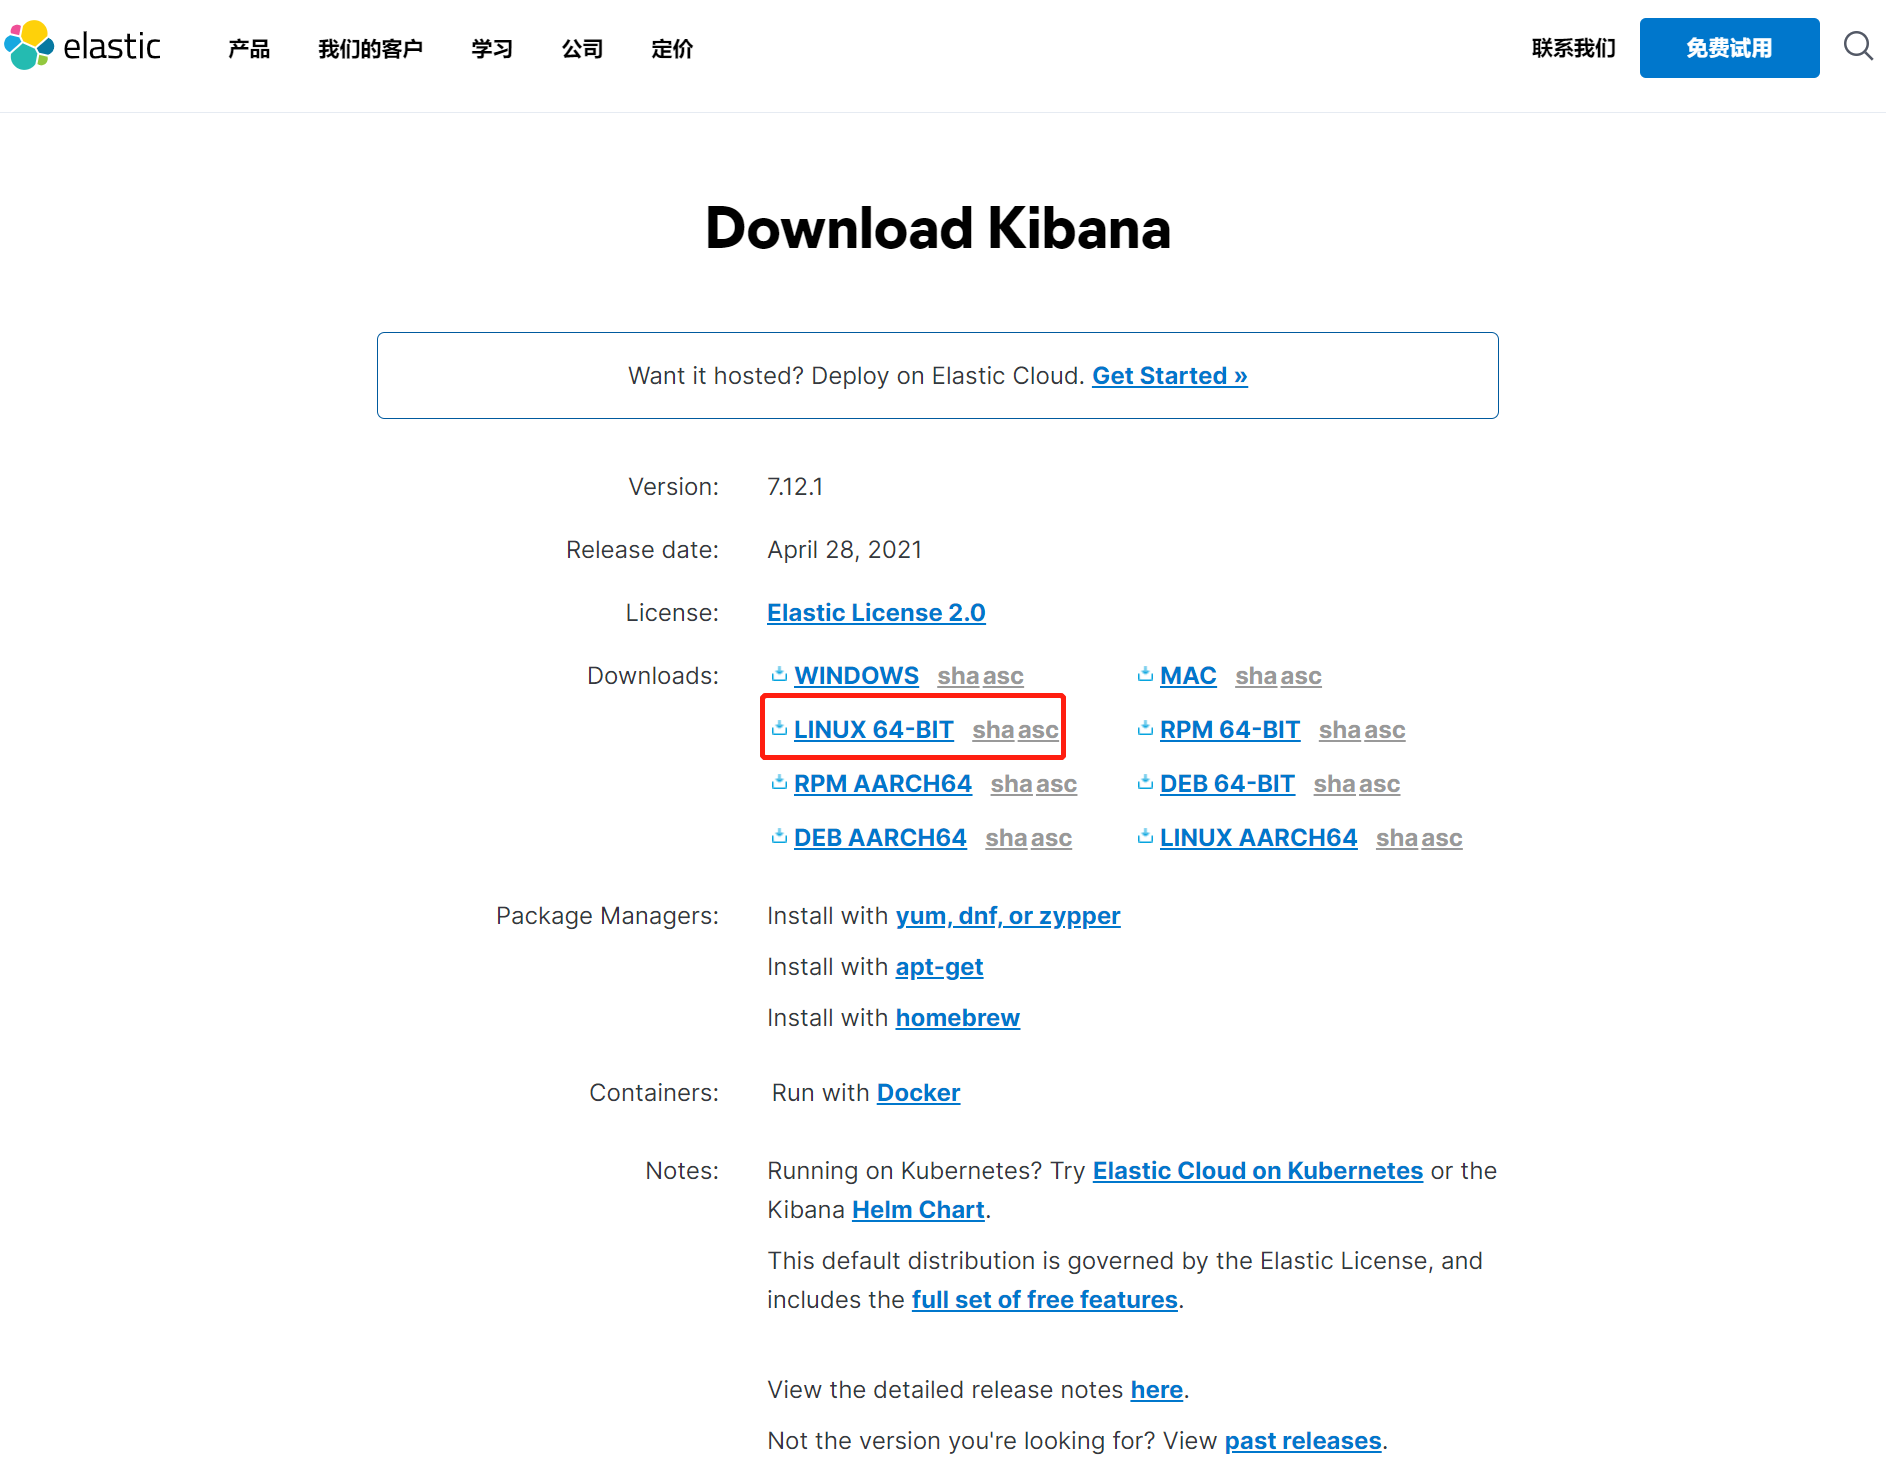 elastic 产品 我们的客户 学习 公司 定价 联系我们 免费试用
Download Kibana
Want it hosted? Deploy on Elastic Cloud. Get Started »
Version: 7.12.1
Release date: April 28, 2021
License: Elastic License 2.0
Downloads: WINDOWS sha asc MAC sha asc
LINUX 64-BIT sha asc RPM 64-BIT sha asc
RPM AARCH64 sha asc DEB 64-BIT sha asc
DEB AARCH64 sha asc LINUX AARCH64 sha asc
Package Managers: Install with yum, dnf, or zypper
Install with apt-get
Install with homebrew
Containers: Run with Docker
Notes: Running on Kubernetes? Try Elastic Cloud on Kubernetes or the
Kibana Helm Chart.
This default distribution is governed by the Elastic License, and
includes the full set of free features.
View the detailed release notes here.
Not the version you're looking for? View past releases.